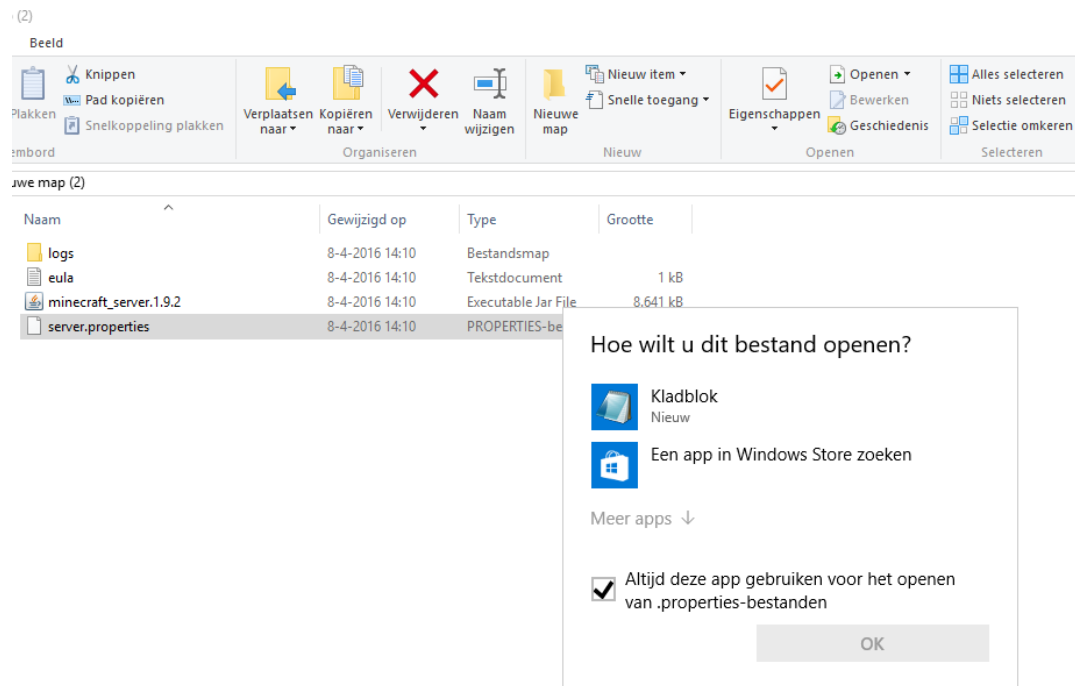 (2)
Beeld
Knippen
Pad kopiëren
Plakken
Snelkoppeling plakken
Verplaatsen naar
Kopiëren naar
Verwijderen
Naam wijzigen
Organiseren
Nieuwe map
Nieuw item
Snelle toegang
Nieuw
Eigenschappen
Openen
Bewerken
Geschiedenis
Openen
Alles selecteren
Niets selecteren
Selectie omkeren
Selecteren
embord
uwe map (2)
Naam Gewijzigd op Type Grootte
logs 8-4-2016 14:10 Bestandsmap
eula 8-4-2016 14:10 Tekstdocument 1 kB
minecraft_server.1.9.2 8-4-2016 14:10 Executable Jar File 8.641 kB
server.properties 8-4-2016 14:10 PROPERTIES-be
Hoe wilt u dit bestand openen?
Kladblok
Nieuw
Een app in Windows Store zoeken
Meer apps
Altijd deze app gebruiken voor het openen
van .properties-bestanden
OK